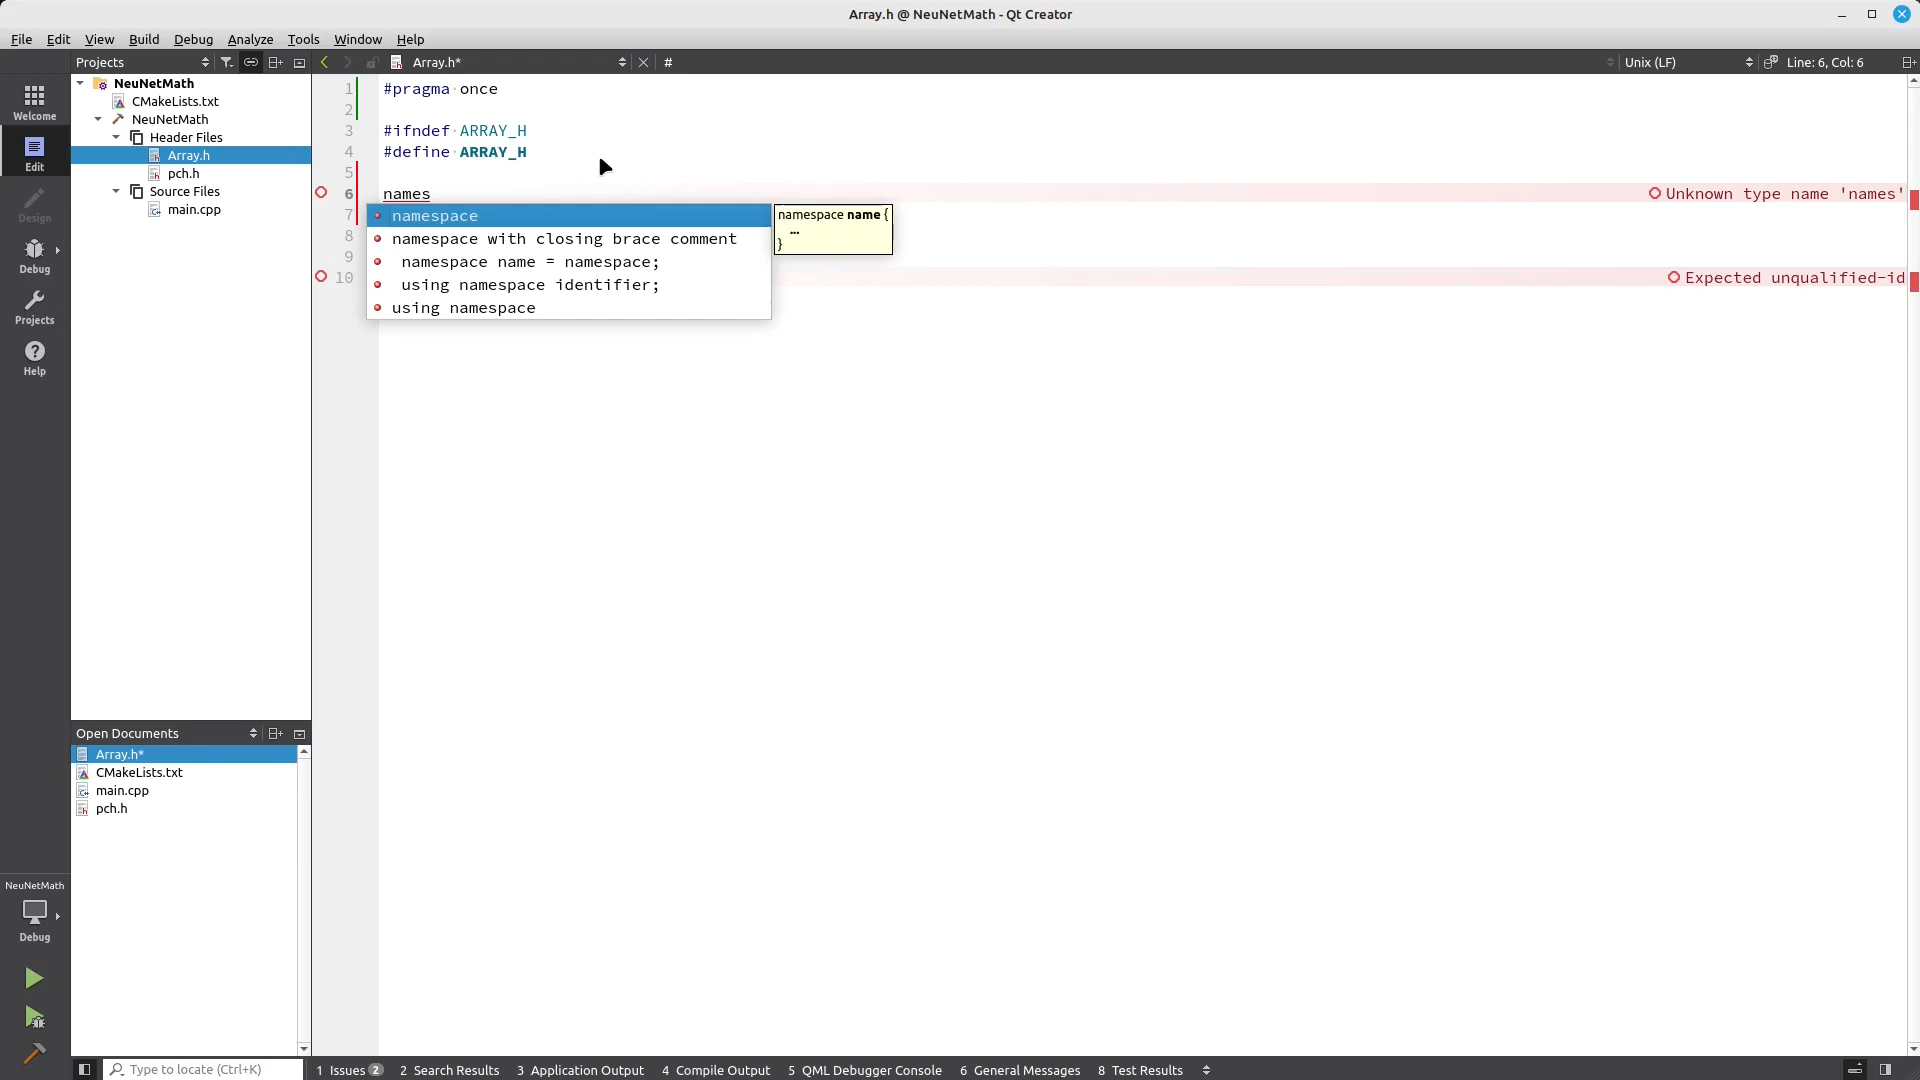 Array.h @ NeuNetMath - Qt Creator
File Edit View Build Debug Analyze Tools Window Help
Projects
Array.h*
#
Unix (LF)
Line: 6, Col: 6
Welcome
Edit
Design
Debug
Projects
Help
NeuNetMath
CMakeLists.txt
NeuNetMath
Header Files
Array.h
pch.h
Source Files
main.cpp
1 #pragma once
2
3 #ifndef ARRAY_H
4 #define ARRAY_H
5
6 names
Unknown type name 'names'
7
8
9
10
Expected unqualified-id
namespace
namespace with closing brace comment
namespace name = namespace;
using namespace identifier;
using namespace
namespace name {
...
}
Open Documents
Array.h*
CMakeLists.txt
main.cpp
pch.h
NeuNetMath
Debug
Type to locate (Ctrl+K)
1 Issues 2
2 Search Results
3 Application Output
4 Compile Output
5 QML Debugger Console
6 General Messages
8 Test Results